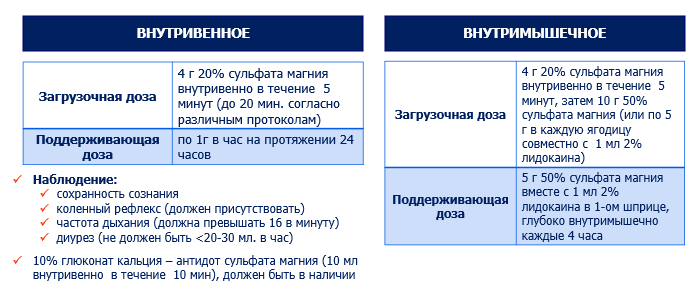 ВНУТРИВЕННОЕ
Загрузочная доза
4 г 20% сульфата магния
внутривенно в течение 5
минут (до 20 мин. согласно
различным протоколам)
Поддерживающая
доза
по 1г в час на протяжении 24
часов
Наблюдение:
сохранность сознания
коленный рефлекс (должен присутствовать)
частота дыхания (должна превышать 16 в минуту)
диурез (не должен быть <20-30 мл. в час)
10% глюконат кальция – антидот сульфата магния (10 мл
внутривенно в течение 10 мин), должен быть в наличии
ВНУТРИМЫШЕЧНОЕ
Загрузочная доза
4 г 20% сульфата магния
внутривенно в течение 5
минут, затем 10 г 50%
сульфата магния (или по 5
г в каждую ягодицу
совместно с 1 мл 2%
лидокаина)
Поддерживающая
доза
5 г 50% сульфата магния
вместе с 1 мл 2%
лидокаина в 1-ом шприце,
глубоко внутримышечно
каждые 4 часа